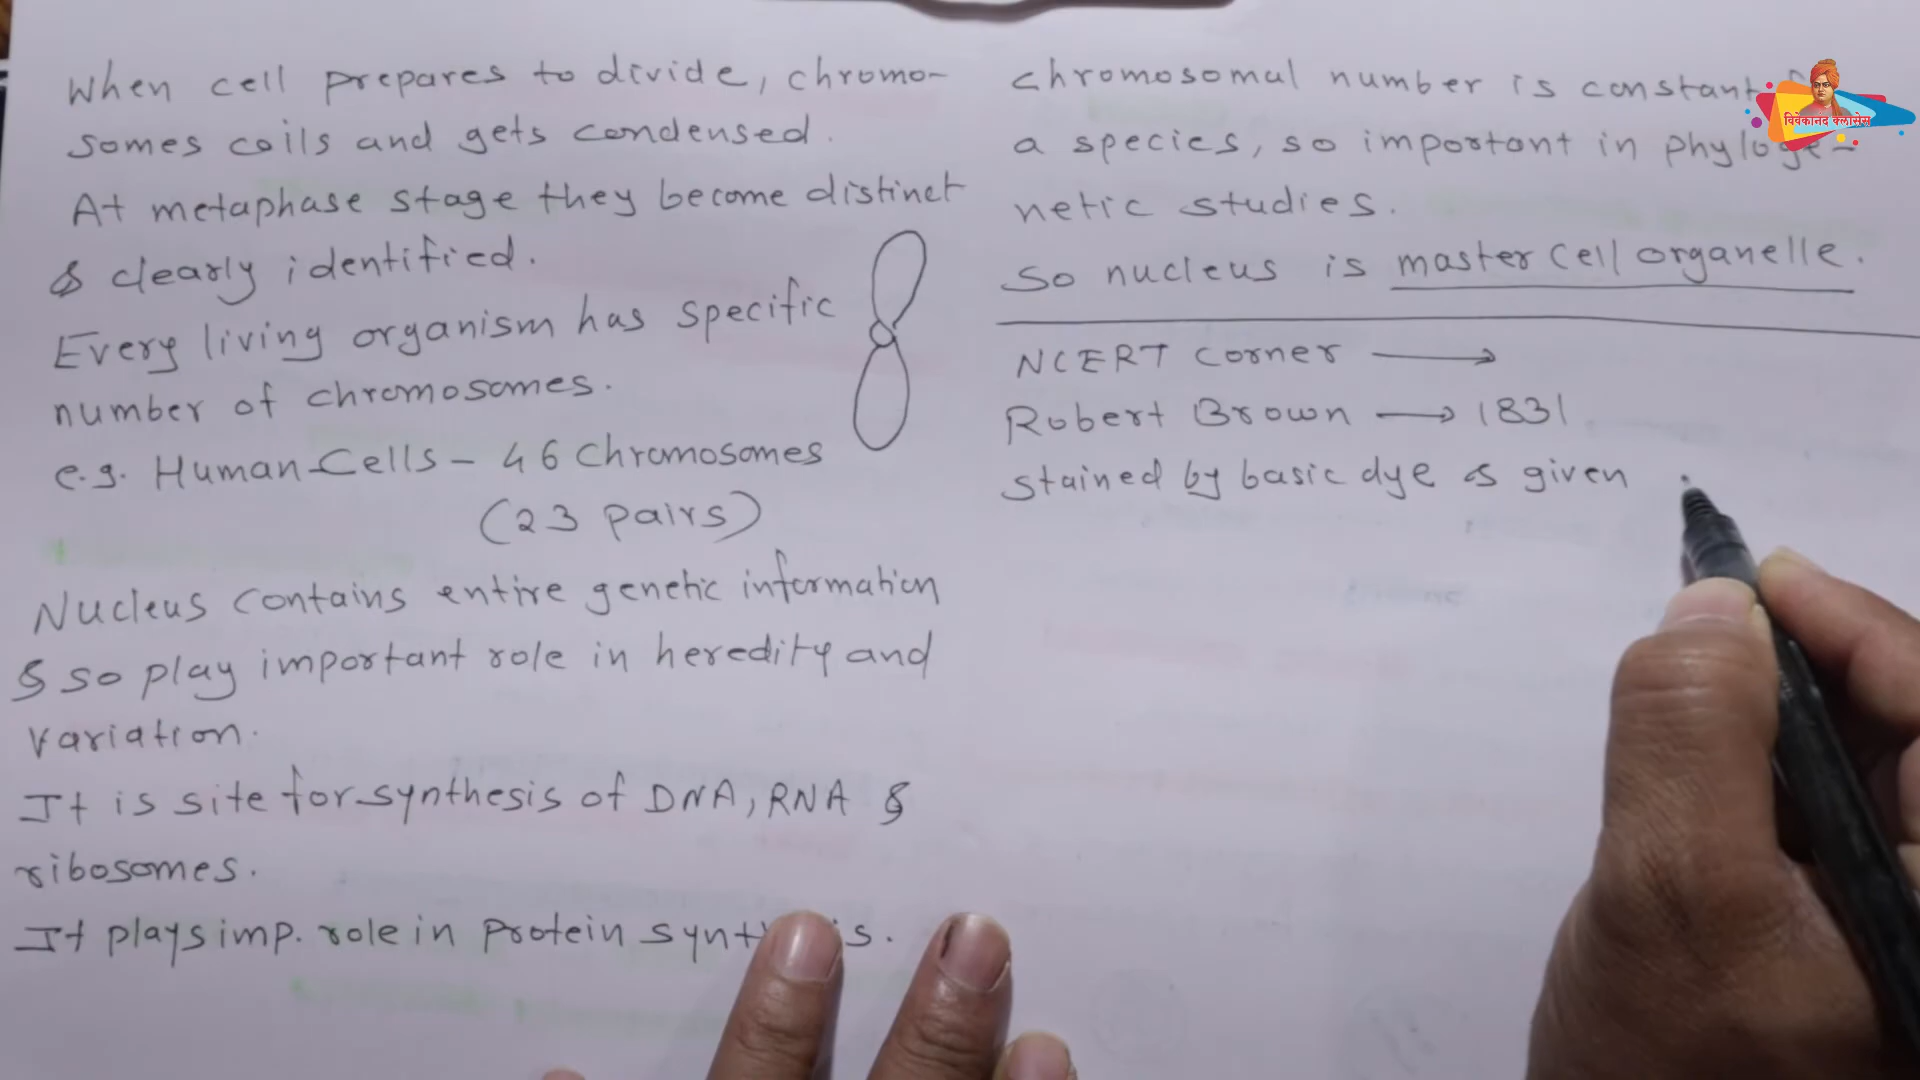 When cell prepares to divide, chromo-
somes coils and gets condensed.
At metaphase stage they become distinct
& clearly identified.
Every living organism has specific
number of chromosomes.
e.g. Human Cells - 46 Chromosomes
(23 pairs)
Nucleus contains entire genetic information
& so play important role in heredity and
variation.
It is site for synthesis of DNA, RNA &
ribosomes.
It plays imp. role in protein synthesis.
chromosomal number is constant
a species, so important in phyloge-
netic studies.
So nucleus is master cell organelle.
NCERT Corner →
Robert Brown → 1831
stained by basic dye & given
विवेकानंद क्लासेस